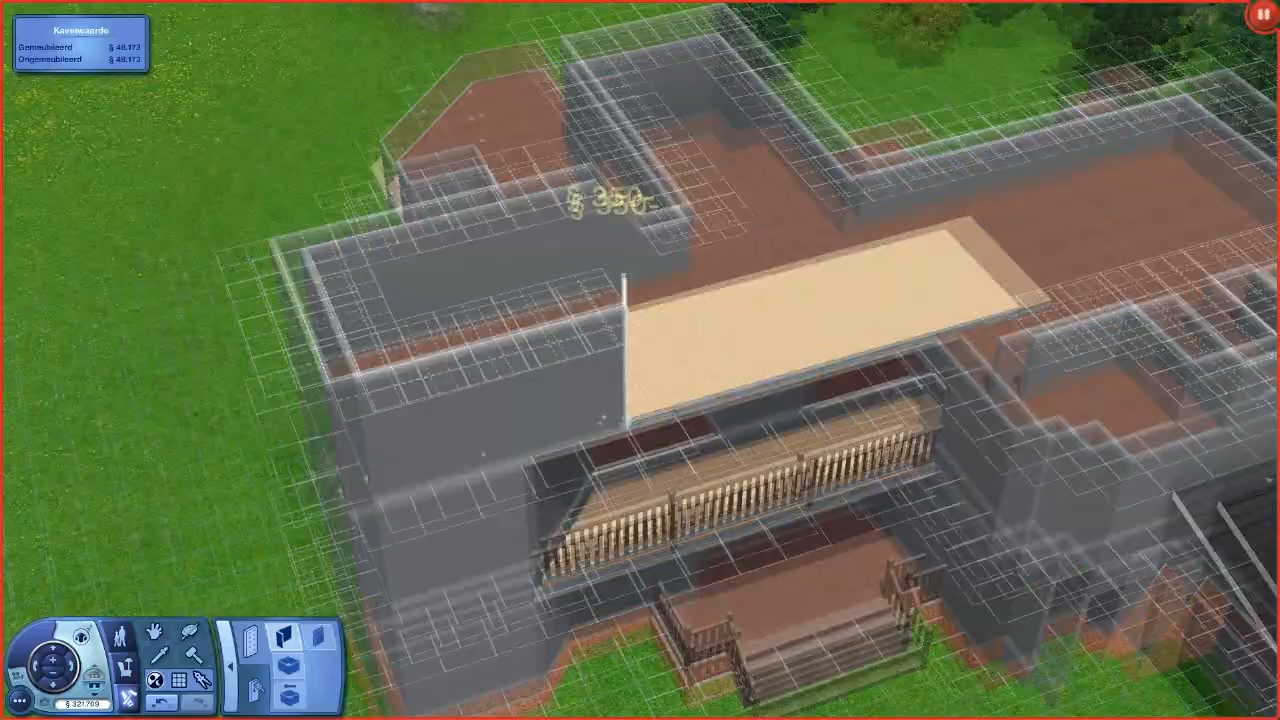 Kavelwaarde
Gemeubileerd § 48.173
Ongemeubileerd § 48.173
§ 350-
§ 321.709